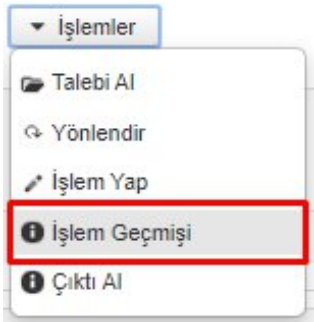 İşlemler
Talebi Al
Yönlendir
İşlem Yap
İşlem Geçmişi
Çıktı Al